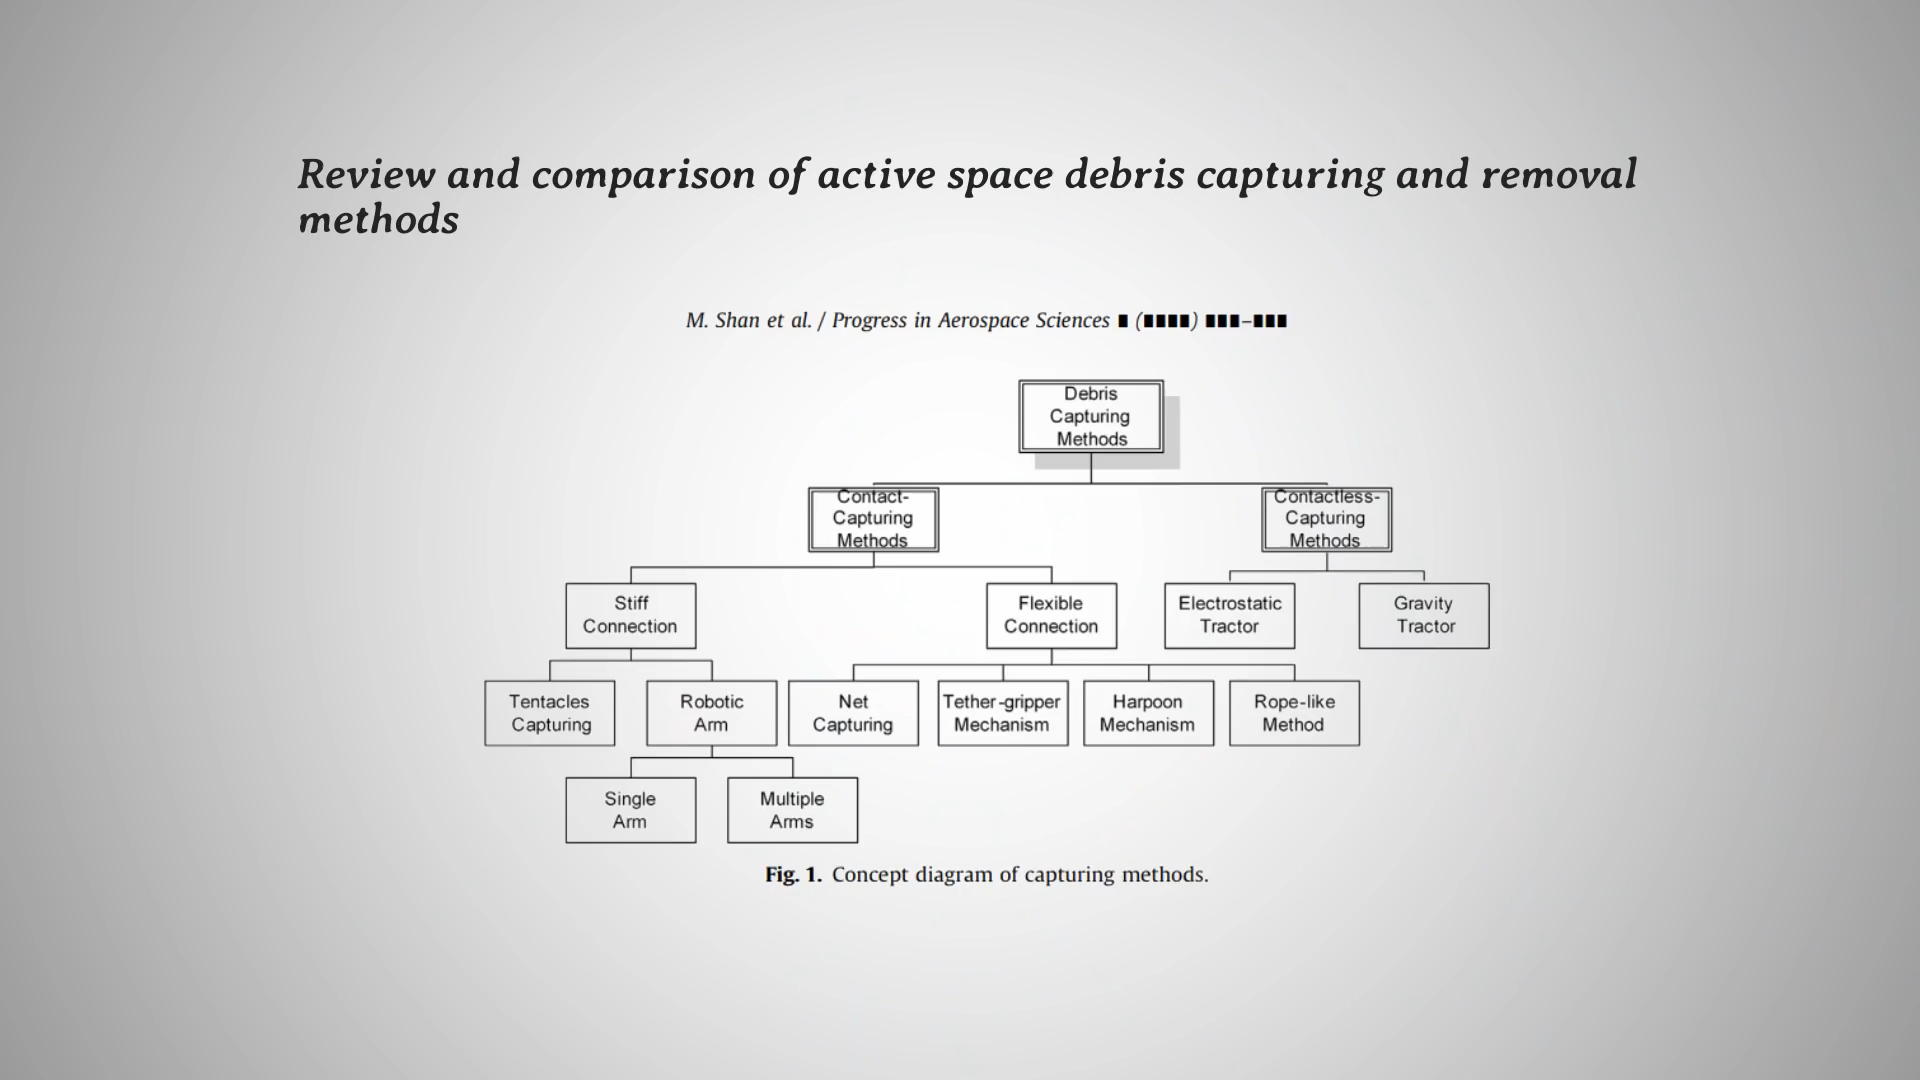 Review and comparison of active space debris capturing and removal
methods
M. Shan et al. / Progress in Aerospace Sciences ∎ (∎∎∎∎) ∎∎∎–∎∎∎
Debris
Capturing
Methods
Contact-
Capturing
Methods
Contactless-
Capturing
Methods
Stiff
Connection
Flexible
Connection
Electrostatic
Tractor
Gravity
Tractor
Tentacles
Capturing
Robotic
Arm
Net
Capturing
Tether-gripper
Mechanism
Harpoon
Mechanism
Rope-like
Method
Single
Arm
Multiple
Arms
Fig. 1. Concept diagram of capturing methods.